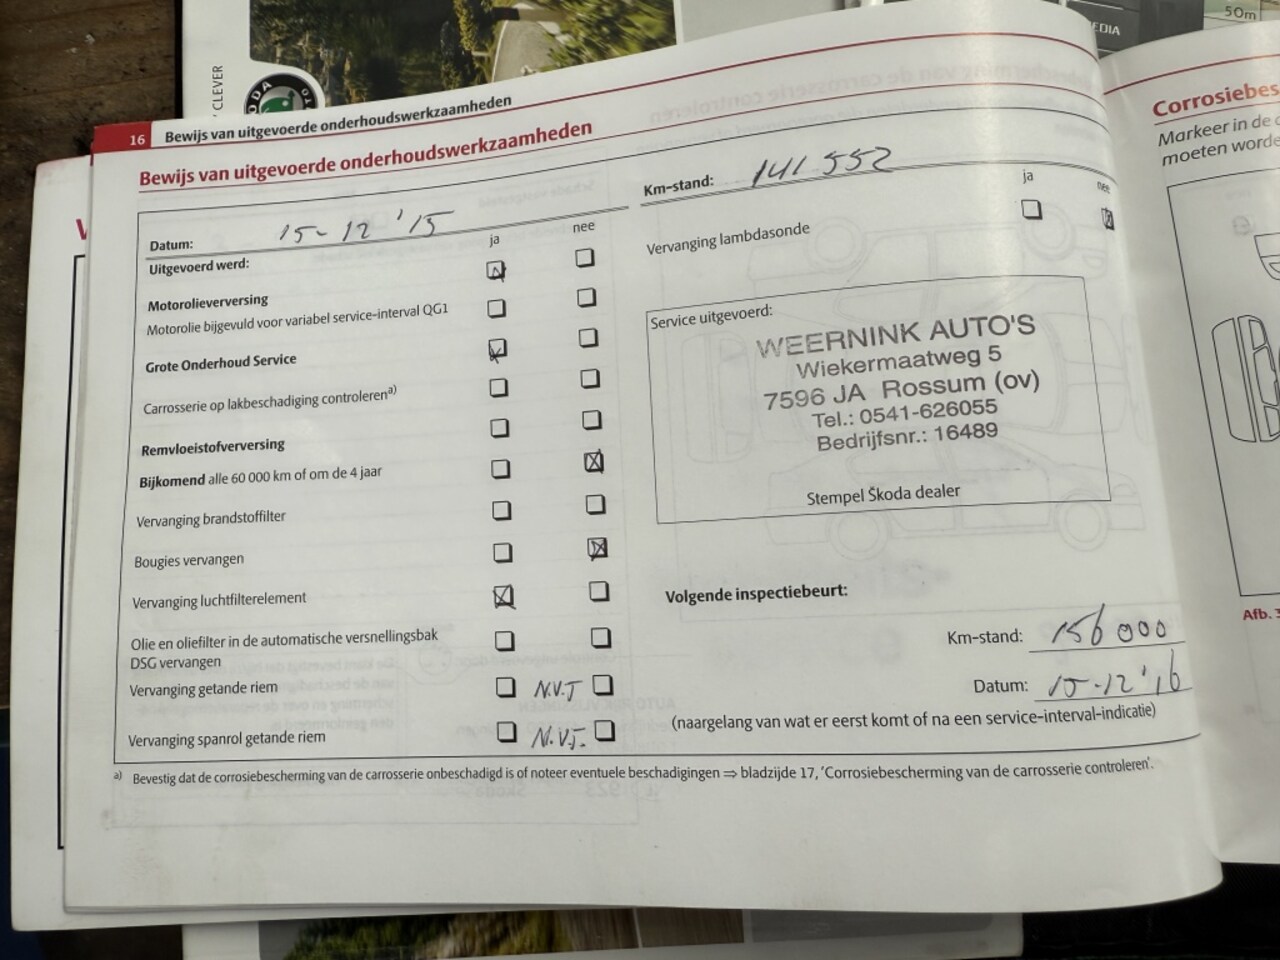 CLEVER
EDIA
50m
16 Bewijs van uitgevoerde onderhoudswerkzaamheden
Bewijs van uitgevoerde onderhoudswerkzaamheden
Datum: 15-12 '15
Km-stand: 141 552
ja nee
ja nee
Uitgevoerd werd:
Vervanging lambdasonde
Motorolieverversing
Motorolie bijgevuld voor variabel service-interval QG1
Grote Onderhoud Service
Carrosserie op lakbeschadiging controleren a)
Remvloeistofverversing
Bijkomend alle 60 000 km of om de 4 jaar
Vervanging brandstoffilter
Bougies vervangen
Vervanging luchtfilterelement
Olie en oliefilter in de automatische versnellingsbak
DSG vervangen
Vervanging getande riem N.V.T
Vervanging spanrol getande riem N.V.T.
Service uitgevoerd:
WEERNINK AUTO'S
Wiekermaatweg 5
7596 JA Rossum (ov)
Tel.: 0541-626055
Bedrijfsnr.: 16489
Stempel Škoda dealer
Volgende inspectiebeurt:
Km-stand: 156 000
Datum: 15-12 '16
(naargelang van wat er eerst komt of na een service-interval-indicatie)
a) Bevestig dat de corrosiebescherming van de carrosserie onbeschadigd is of noteer eventuele beschadigingen ⇒ bladzijde 17, 'Corrosiebescherming van de carrosserie controleren'.
Corrosiebes
Markeer in de
moeten worde
Afb. 3